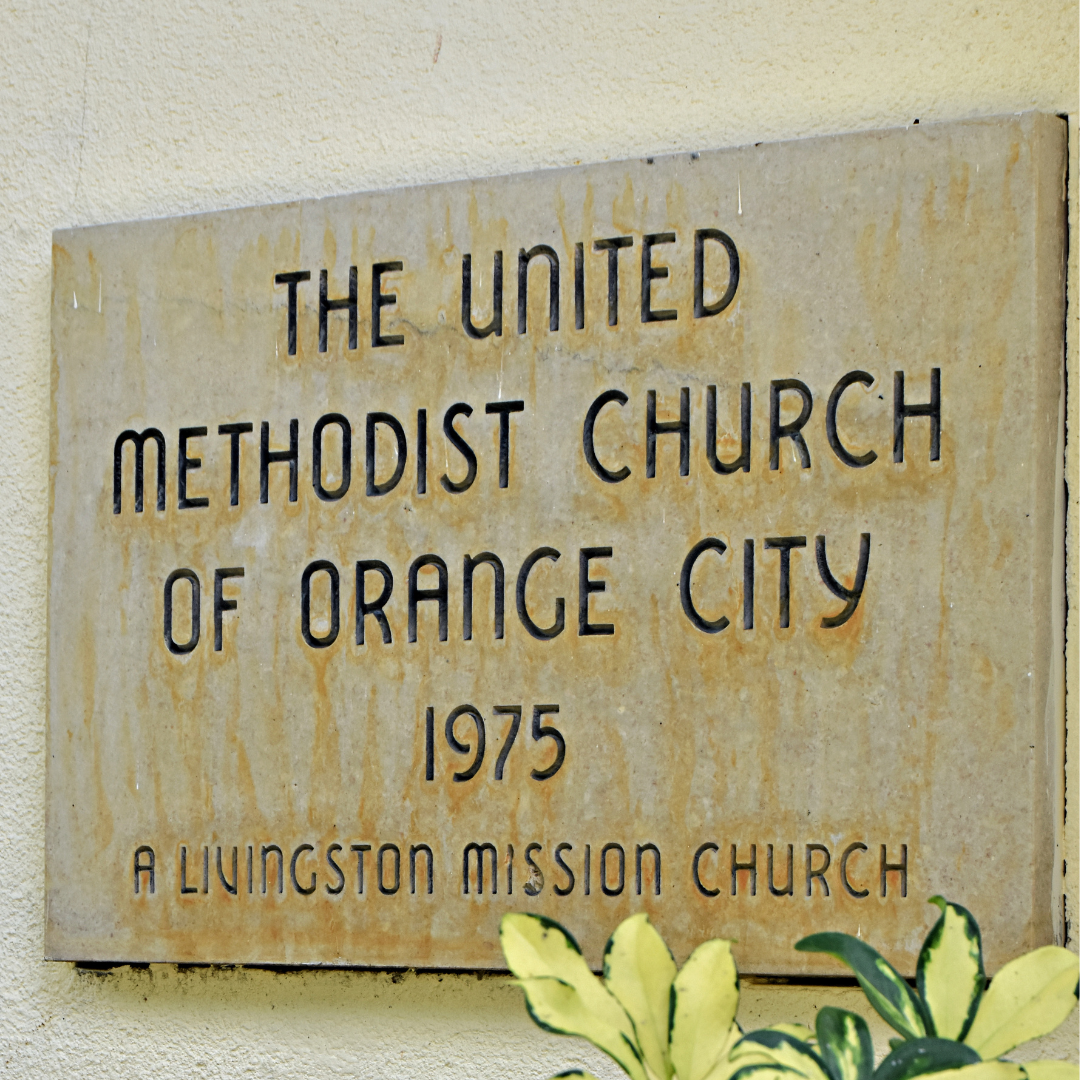 THE UNITED
METHODIST CHURCH
OF ORANGE CITY
1975
A LIVINGSTON MISSION CHURCH